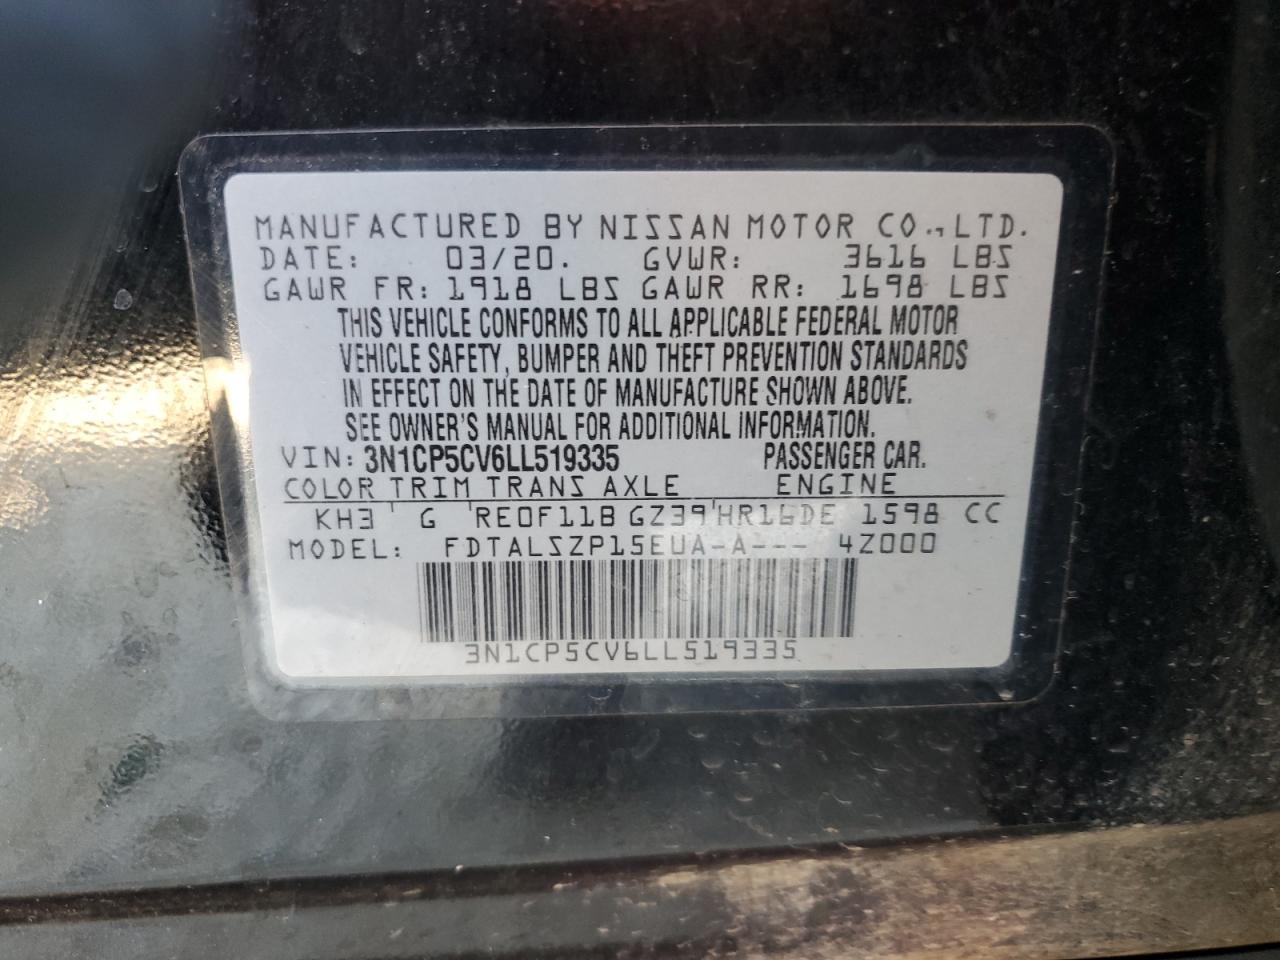 MANUFACTURED BY NISSAN MOTOR CO., LTD.
DATE: 03/20. GVWR: 3616 LBS
GAWR FR: 1918 LBS GAWR RR: 1698 LBS
THIS VEHICLE CONFORMS TO ALL APPLICABLE FEDERAL MOTOR
VEHICLE SAFETY, BUMPER AND THEFT PREVENTION STANDARDS
IN EFFECT ON THE DATE OF MANUFACTURE SHOWN ABOVE.
SEE OWNER'S MANUAL FOR ADDITIONAL INFORMATION.
VIN: 3N1CP5CV6LL519335 PASSENGER CAR.
COLOR TRIM TRANS AXLE ENGINE
KH3 ' G ' RE0F11B GZ39 ' HR16DE 1598 CC
MODEL: FDTALSZP15EUA-A--- 4Z000
3N1CP5CV6LL519335